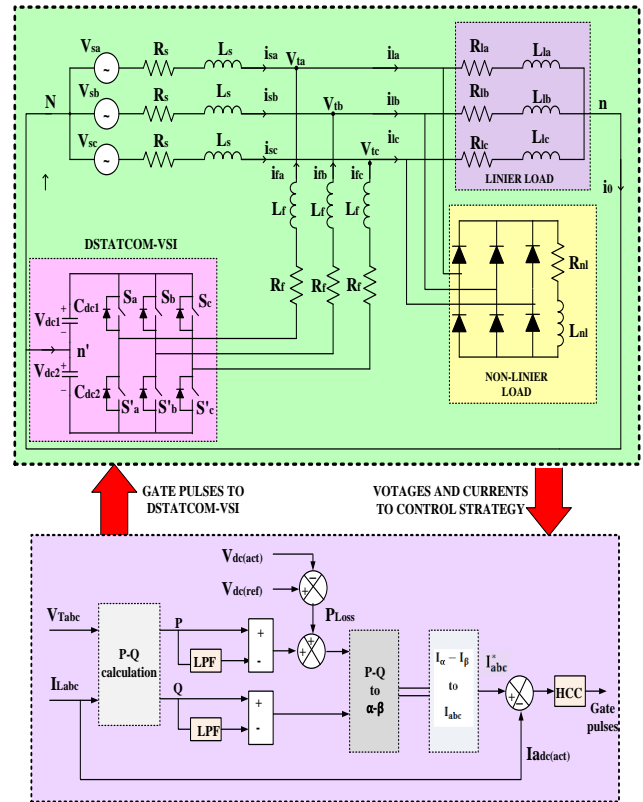 Vsa Rs Ls isa Vta ila Rla Lla
N Vsb Rs Ls isb Vtb ilb Rlb Llb n
Vsc Rs Ls isc Vtc ilc Rlc Llc
LINIER LOAD
ifa ifb ifc i0
Lf Lf Lf
DSTATCOM-VSI
Rf Rf Rf
Rnl
Lnl
Vdc1 Cdc1 Sa Sb Sc
n'
Vdc2 Cdc2 S'a S'b S'c
NON-LINIER
LOAD
GATE PULSES TO
DSTATCOM-VSI
VOTAGES AND CURRENTS
TO CONTROL STRATEGY
Vdc(act)
Vdc(ref)
PLoss
VTabc
ILabc
P-Q
calculation
P
LPF
Q
LPF
P-Q
to
α-β
Iα − Iβ
to
Iabc
I*abc
HCC
Gate
pulses
Iadc(act)